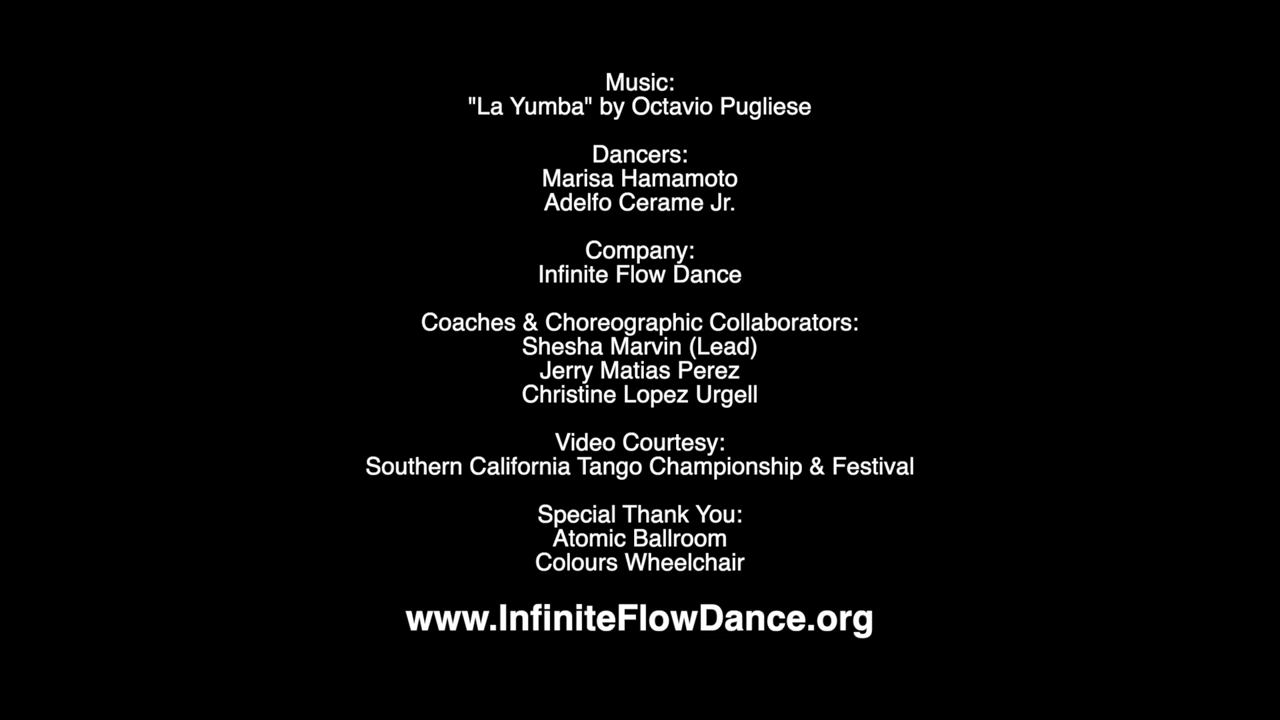 Music:
"La Yumba" by Octavio Pugliese
Dancers:
Marisa Hamamoto
Adelfo Cerame Jr.
Company:
Infinite Flow Dance
Coaches & Choreographic Collaborators:
Shesha Marvin (Lead)
Jerry Matias Perez
Christine Lopez Urgell
Video Courtesy:
Southern California Tango Championship & Festival
Special Thank You:
Atomic Ballroom
Colours Wheelchair
www.InfiniteFlowDance.org